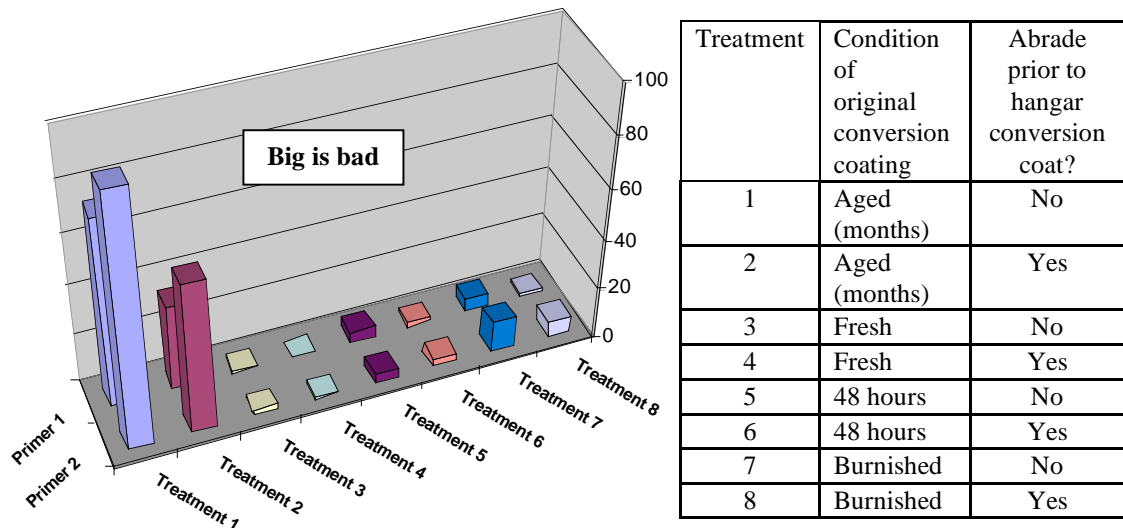 Big is bad
100
80
60
40
20
0
Primer 1
Primer 2
Treatment 1
Treatment 2
Treatment 3
Treatment 4
Treatment 5
Treatment 6
Treatment 7
Treatment 8
Treatment Condition Abrade
of prior to
original hangar
conversion conversion
coating coat?
1 Aged No
(months)
2 Aged Yes
(months)
3 Fresh No
4 Fresh Yes
5 48 hours No
6 48 hours Yes
7 Burnished No
8 Burnished Yes